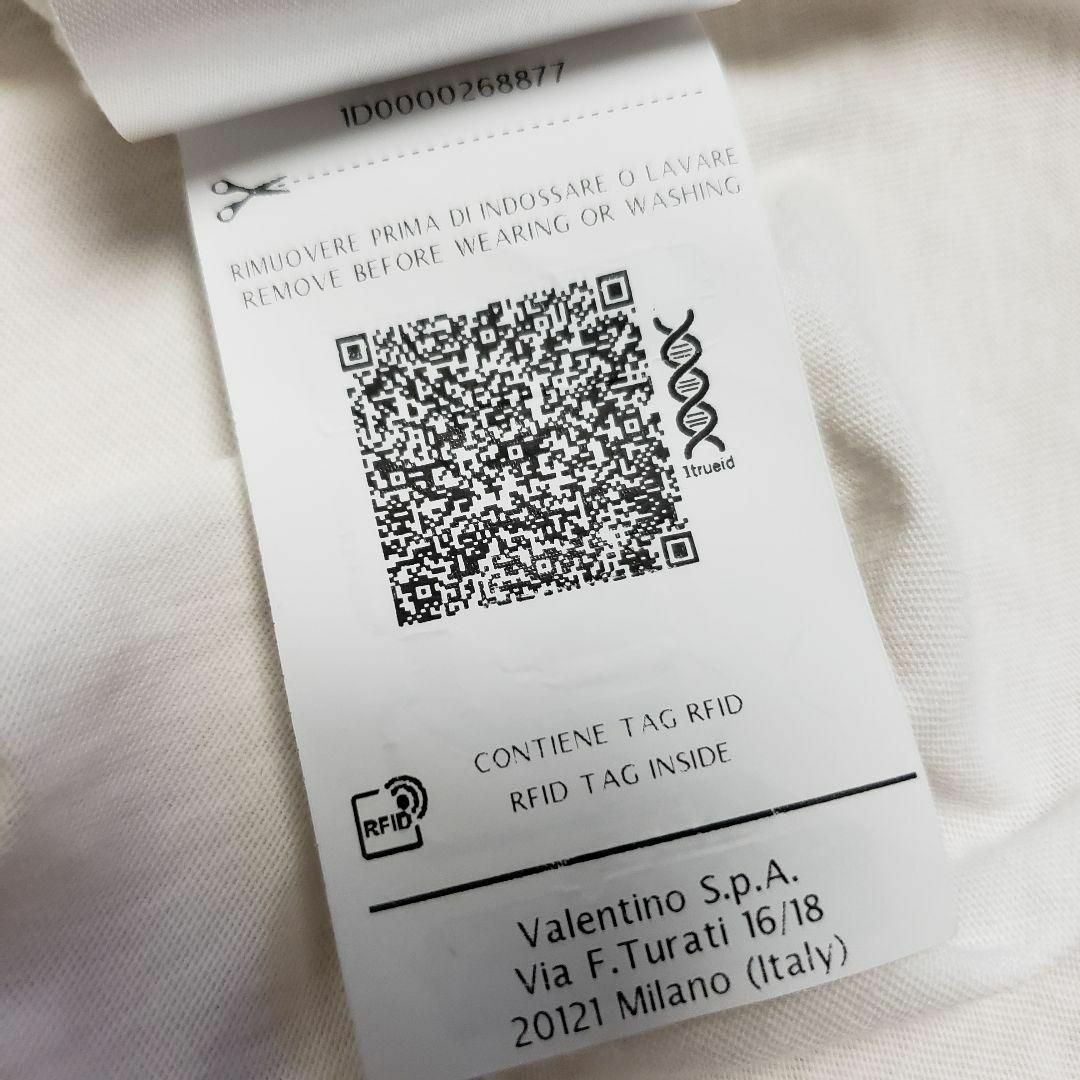 1D0000268877
RIMUOVERE PRIMA DI INDOSSARE O LAVARE
REMOVE BEFORE WEARING OR WASHING
1trueid
CONTIENE TAG RFID
RFID TAG INSIDE
RFID
Valentino S.p.A.
Via F.Turati 16/18
20121 Milano (Italy)